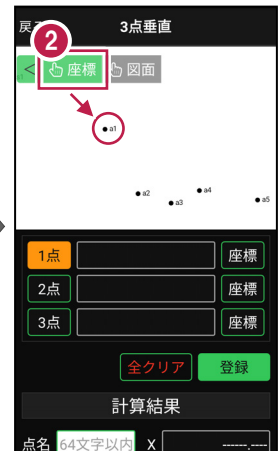 戻 3点垂直
2
< 座標 図面
a1
a2 a3 a4 a5
1点 座標
2点 座標
3点 座標
全クリア 登録
計算結果
点名 64文字以内 X ------.----